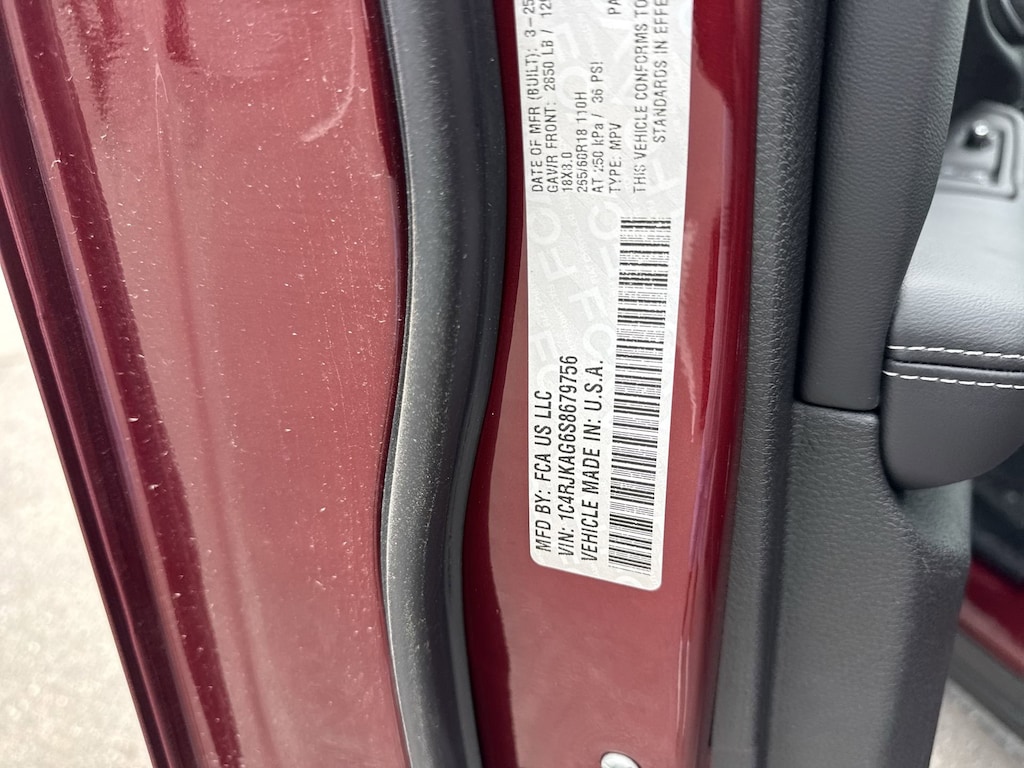 MFD BY: FCA US LLC
VIN: 1C4RJKAG6S8679756
VEHICLE MADE IN: U.S.A.
DATE OF MFR (BUILT): 3-25
GAWR FRONT: 2850 LB /
18X8.0
255/60R18 110H
AT 250 kPa / 36 PSI
TYPE: MPV
THIS VEHICLE CONFORMS TO
STANDARDS IN